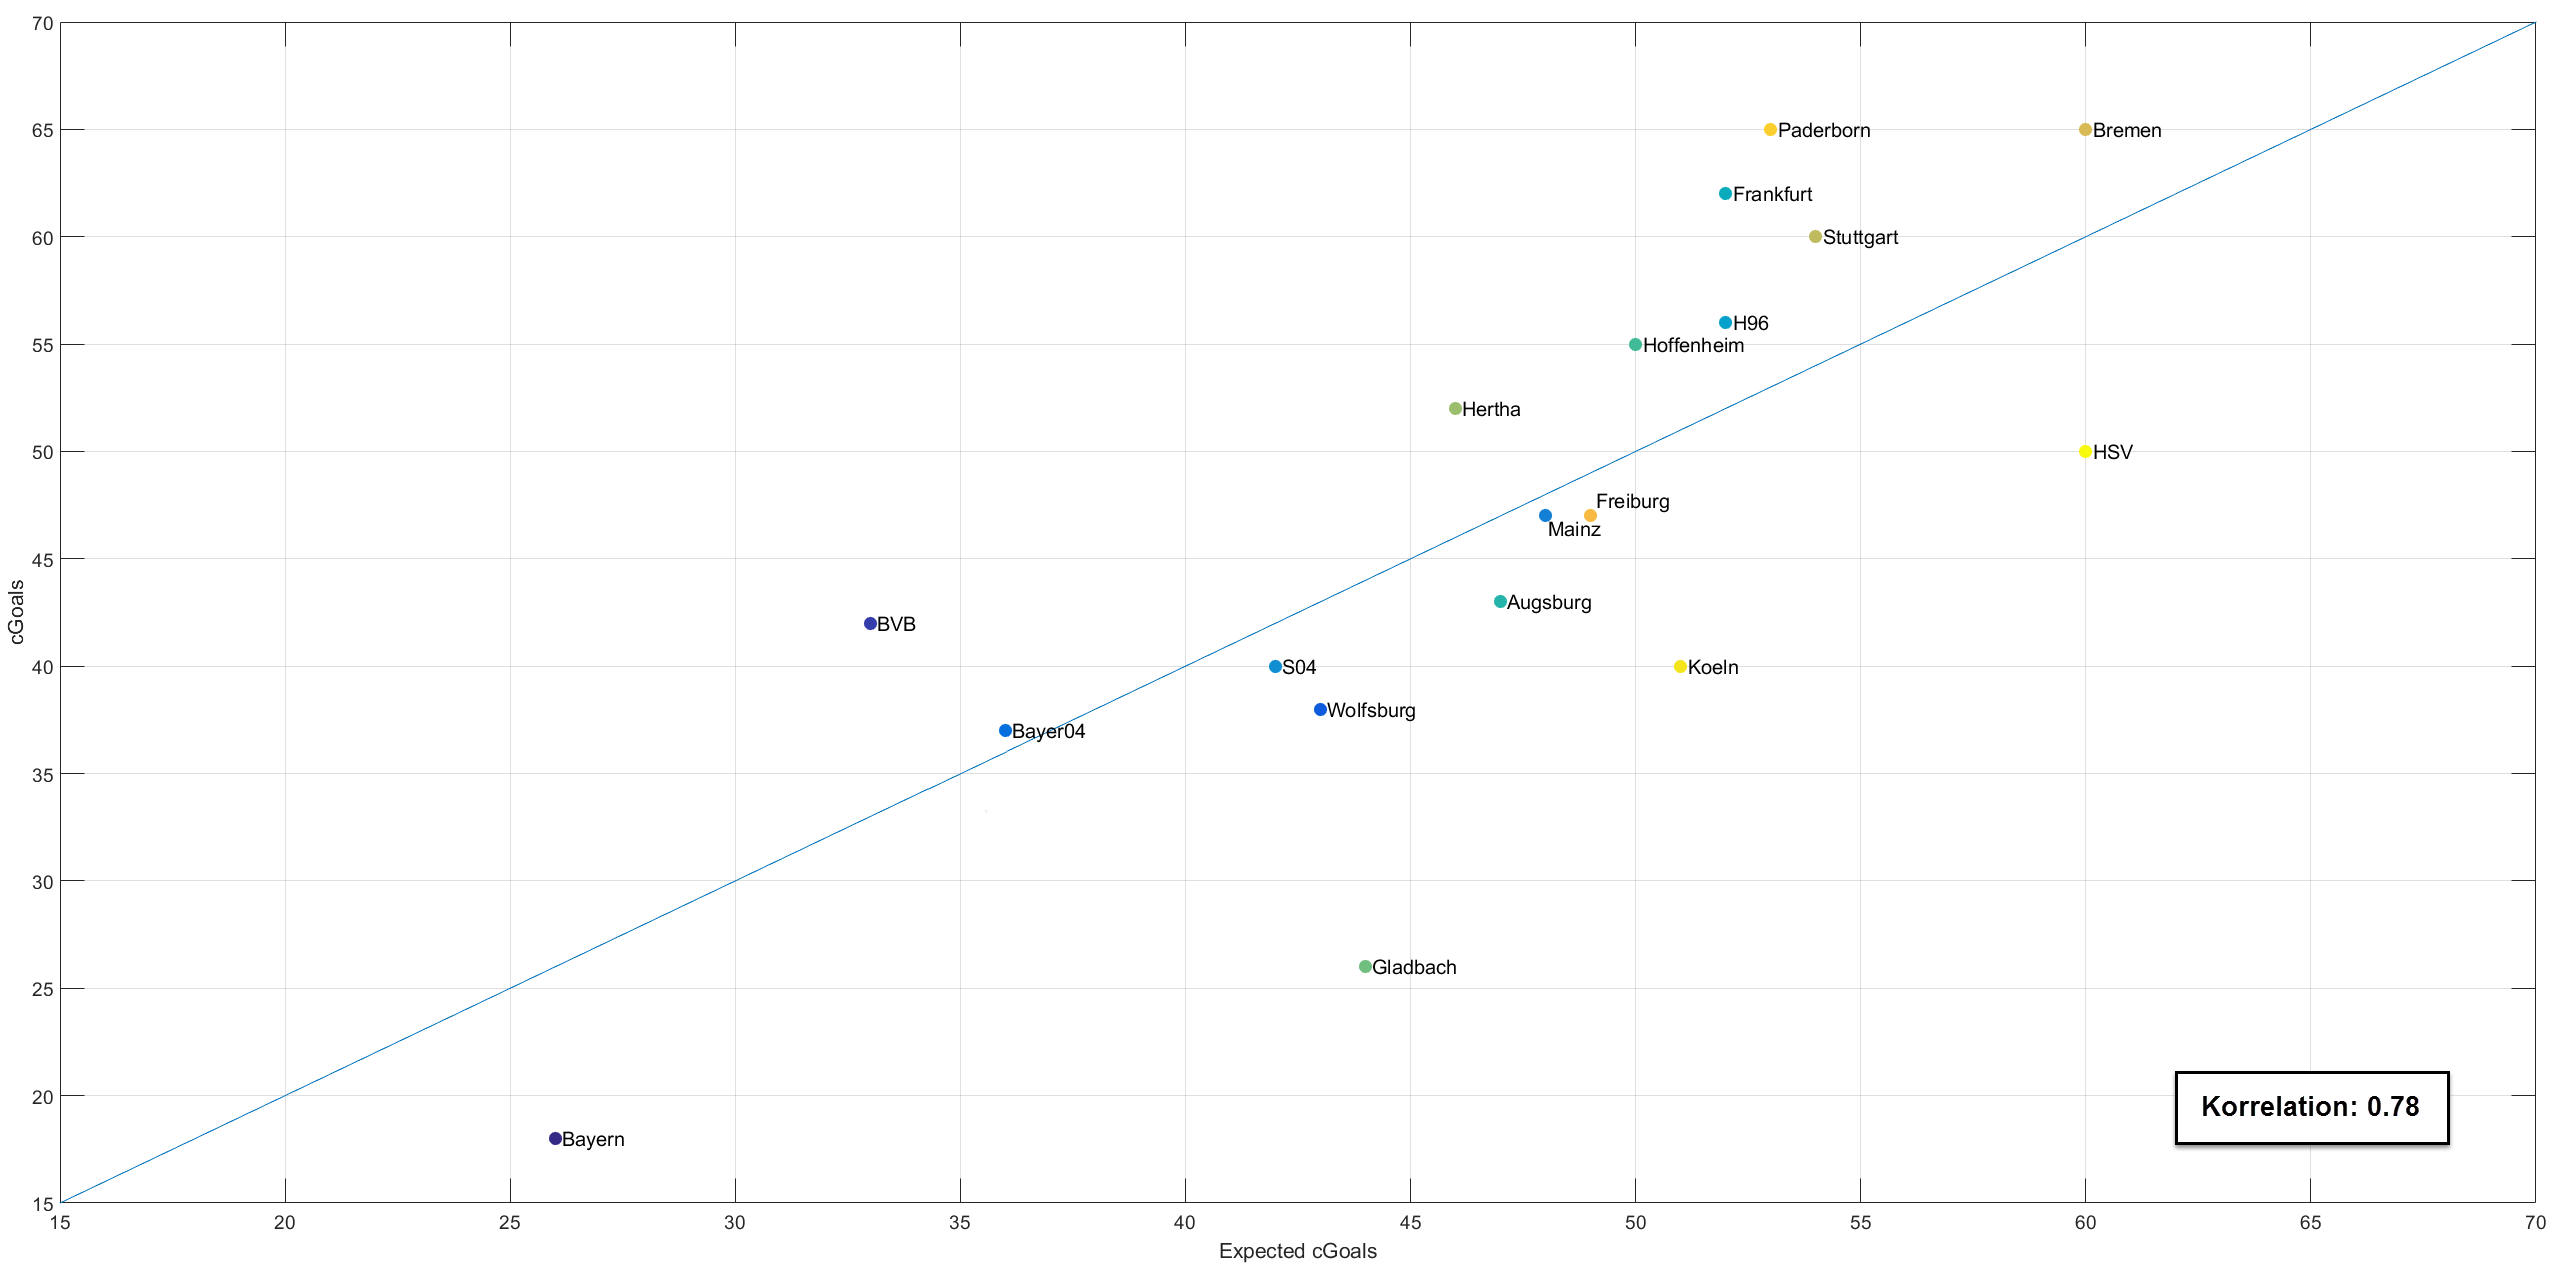 70
65
60
55
50
45
40
35
30
25
20
15
cGoals
Paderborn
Bremen
Frankfurt
Stuttgart
H96
Hoffenheim
Hertha
HSV
Freiburg
Mainz
Augsburg
BVB
S04
Koeln
Wolfsburg
Bayer04
Gladbach
Bayern
Korrelation: 0.78
15 20 25 30 35 40 45 50 55 60 65 70
Expected cGoals